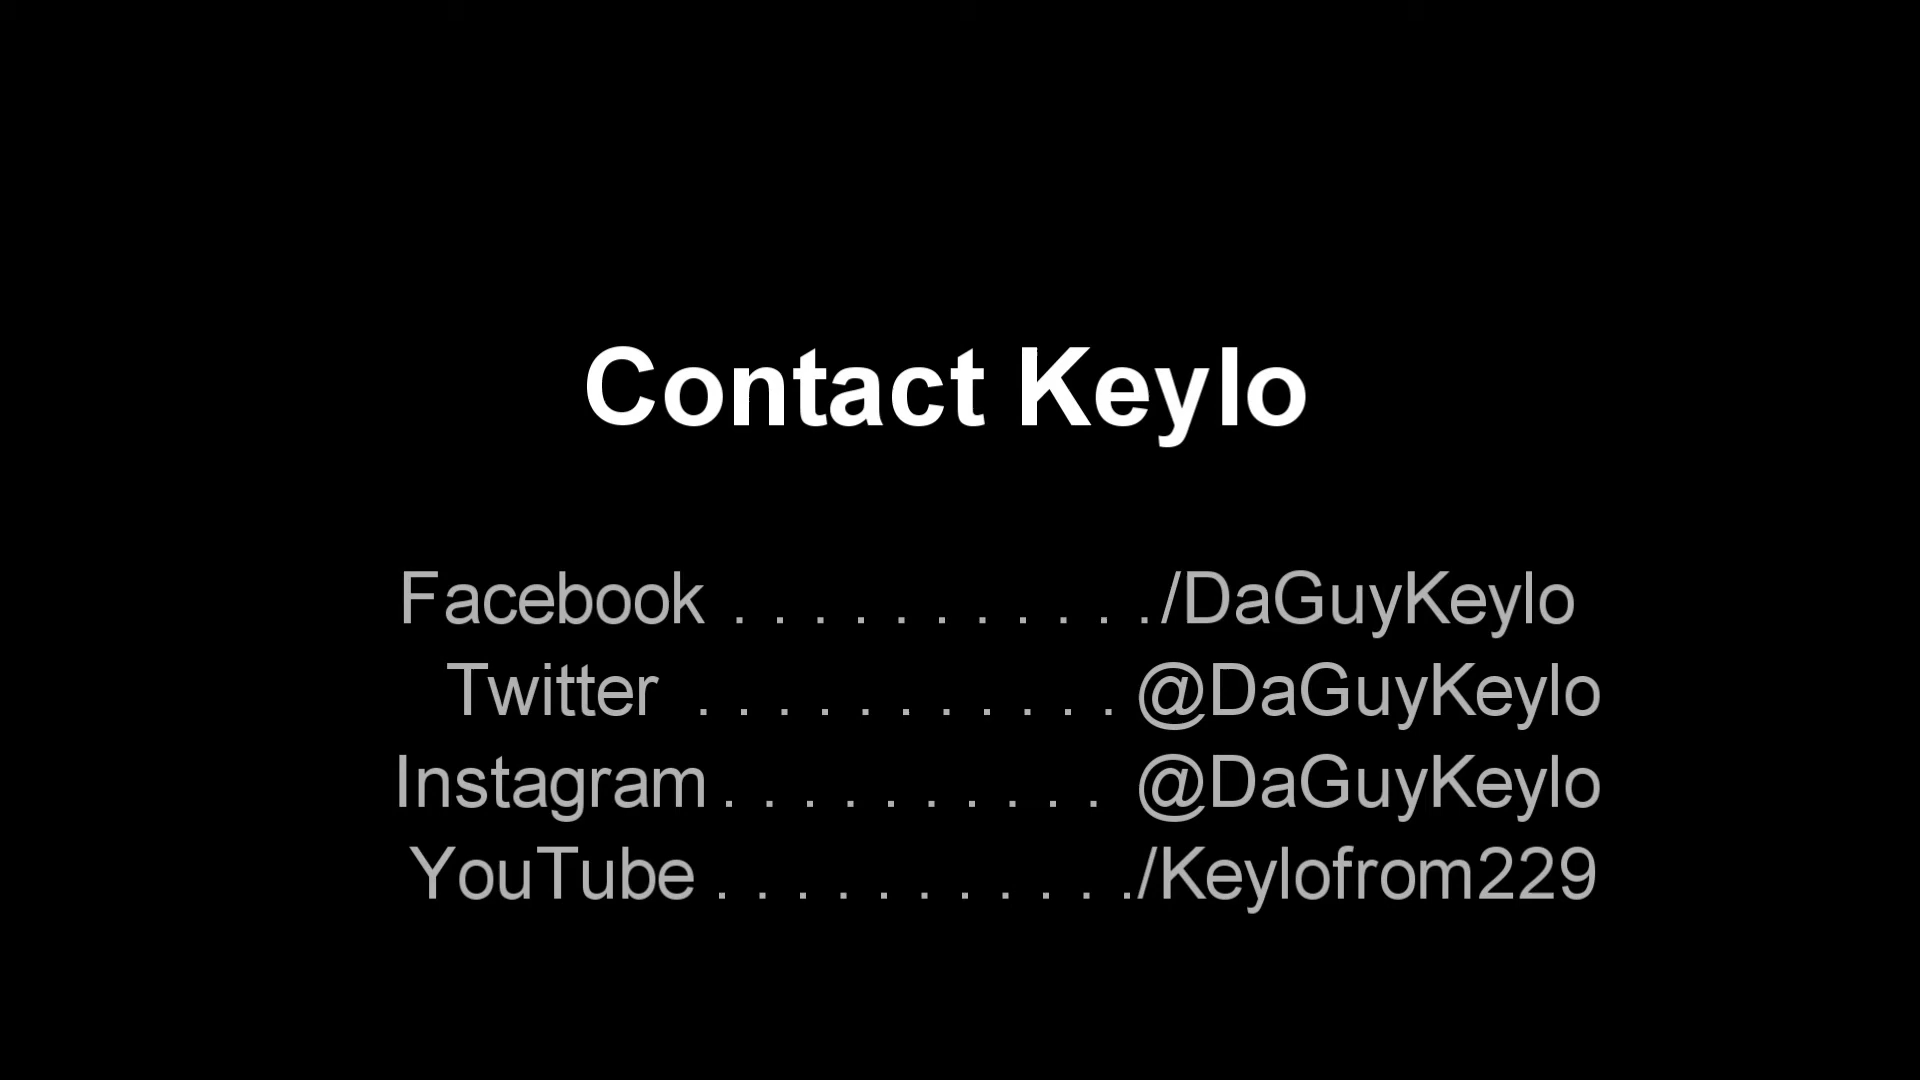 Contact Keylo
Facebook . . . . . . . . . . . /DaGuyKeylo
Twitter . . . . . . . . . . . @DaGuyKeylo
Instagram . . . . . . . . . . @DaGuyKeylo
YouTube . . . . . . . . . . . /Keylofrom229